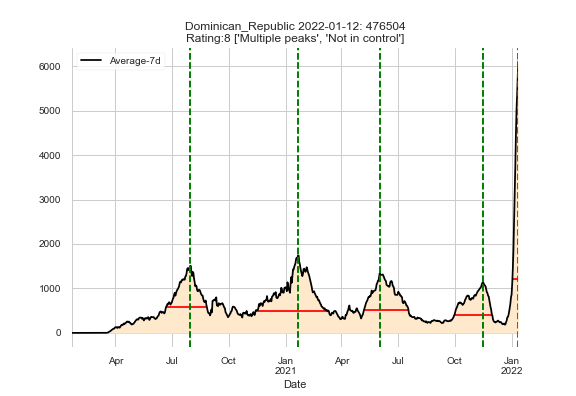 Dominican_Republic 2022-01-12: 476504
Rating:8 ['Multiple peaks', 'Not in control']
Average-7d
6000
5000
4000
3000
2000
1000
0
Apr Jul Oct Jan Apr Jul Oct Jan
2021 2022
Date